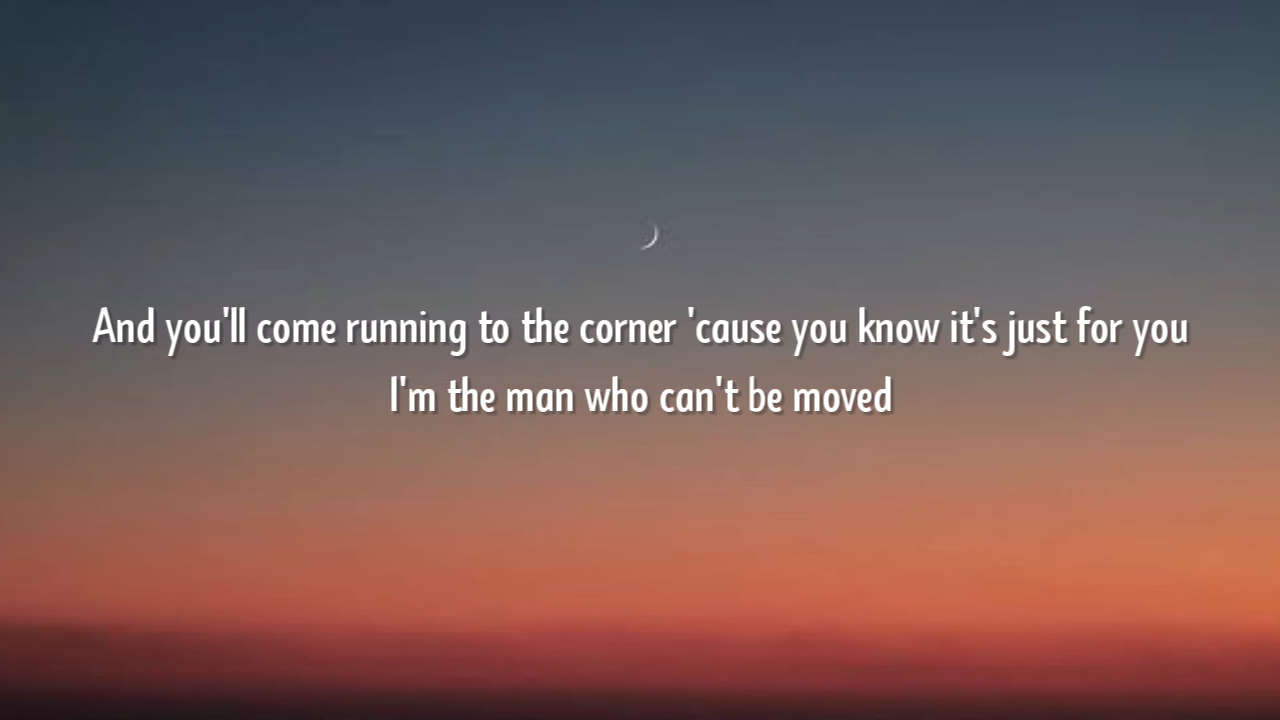 And you'll come running to the corner 'cause you know it's just for you
I'm the man who can't be moved